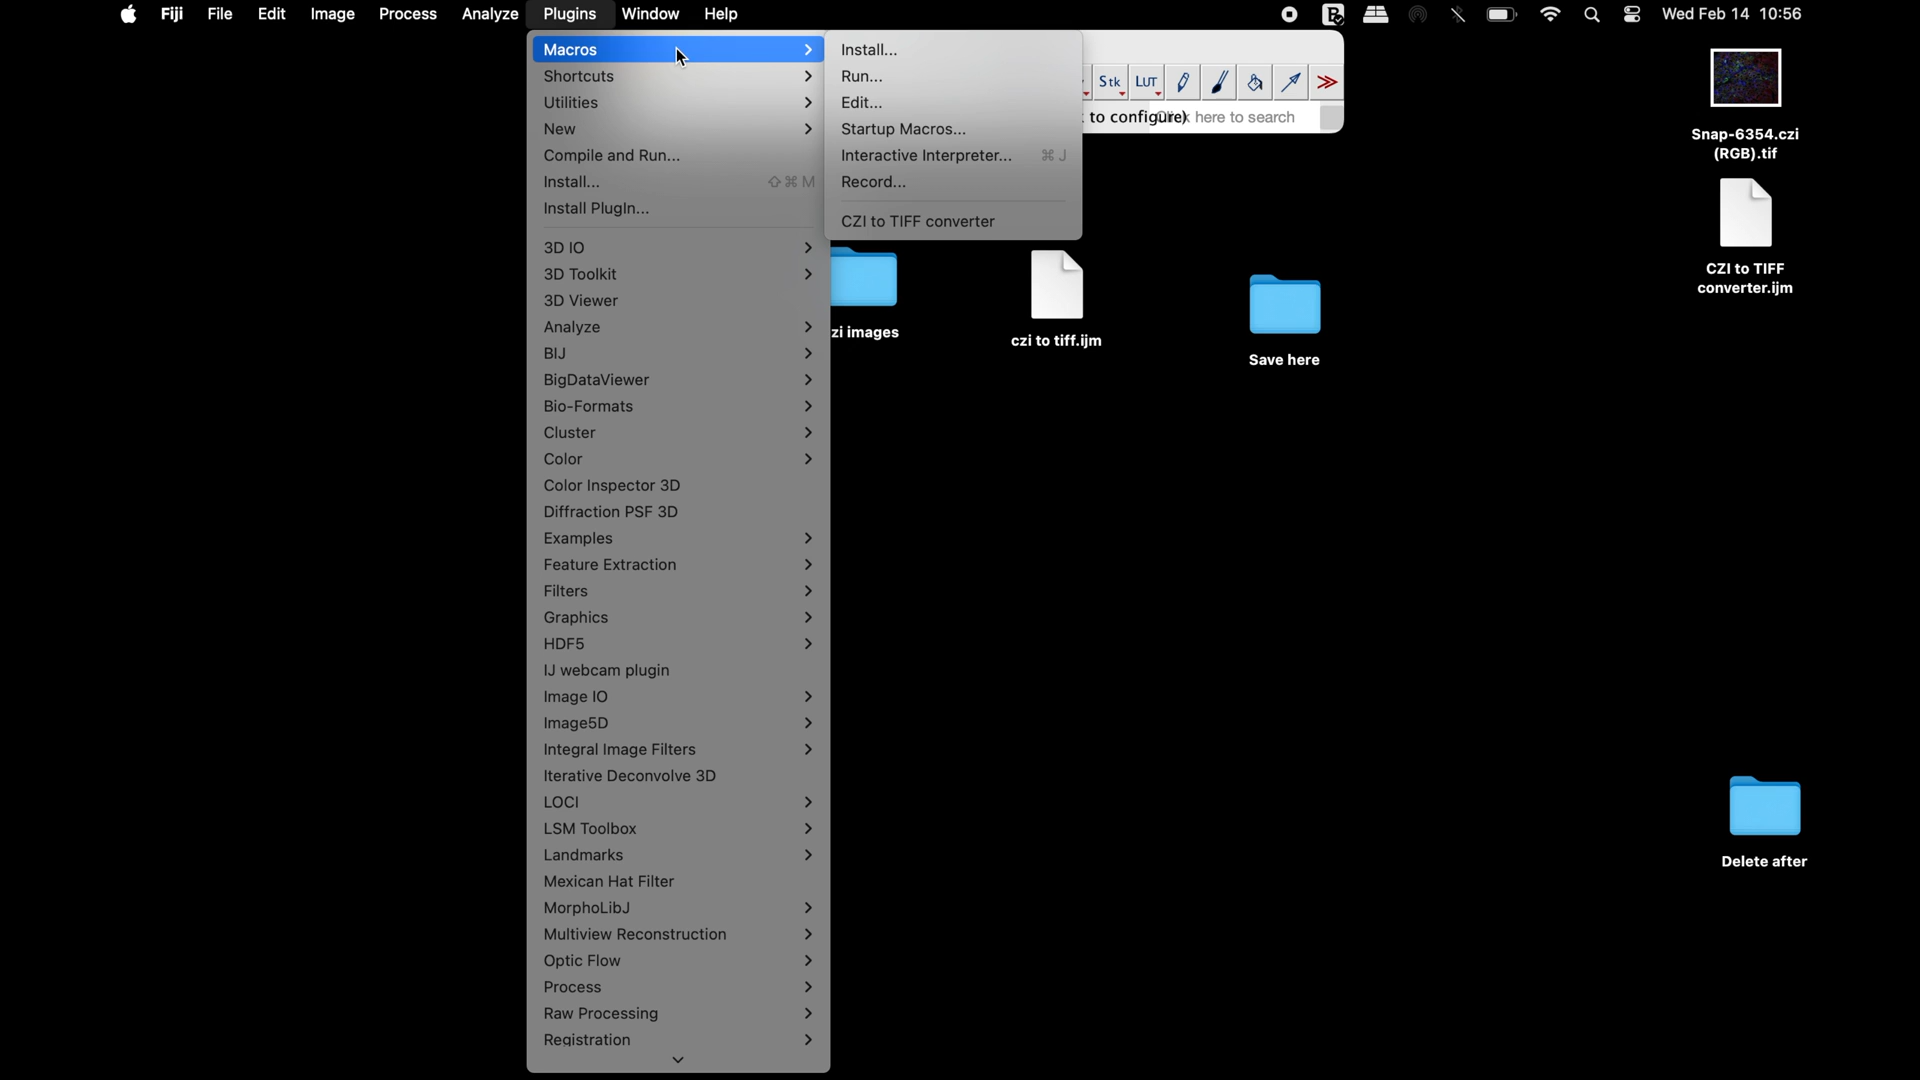 Fiji File Edit Image Process Analyze Plugins Window Help
Wed Feb 14 10:56
Macros
Shortcuts
Utilities
New
Compile and Run...
Install... ⇧⌘M
Install PlugIn...
3D IO
3D Toolkit
3D Viewer
Analyze
BIJ
BigDataViewer
Bio-Formats
Cluster
Color
Color Inspector 3D
Diffraction PSF 3D
Examples
Feature Extraction
Filters
Graphics
HDF5
IJ webcam plugin
Image IO
Image5D
Integral Image Filters
Iterative Deconvolve 3D
LOCI
LSM Toolbox
Landmarks
Mexican Hat Filter
MorphoLibJ
Multiview Reconstruction
Optic Flow
Process
Raw Processing
Registration
Install...
Run...
Edit...
Startup Macros...
Interactive Interpreter... ⌘J
Record...
CZI to TIFF converter
Stk LUT
to configure)
here to search
zi images
czi to tiff.ijm
Save here
Snap-6354.czi
(RGB).tif
CZI to TIFF
converter.ijm
Delete after